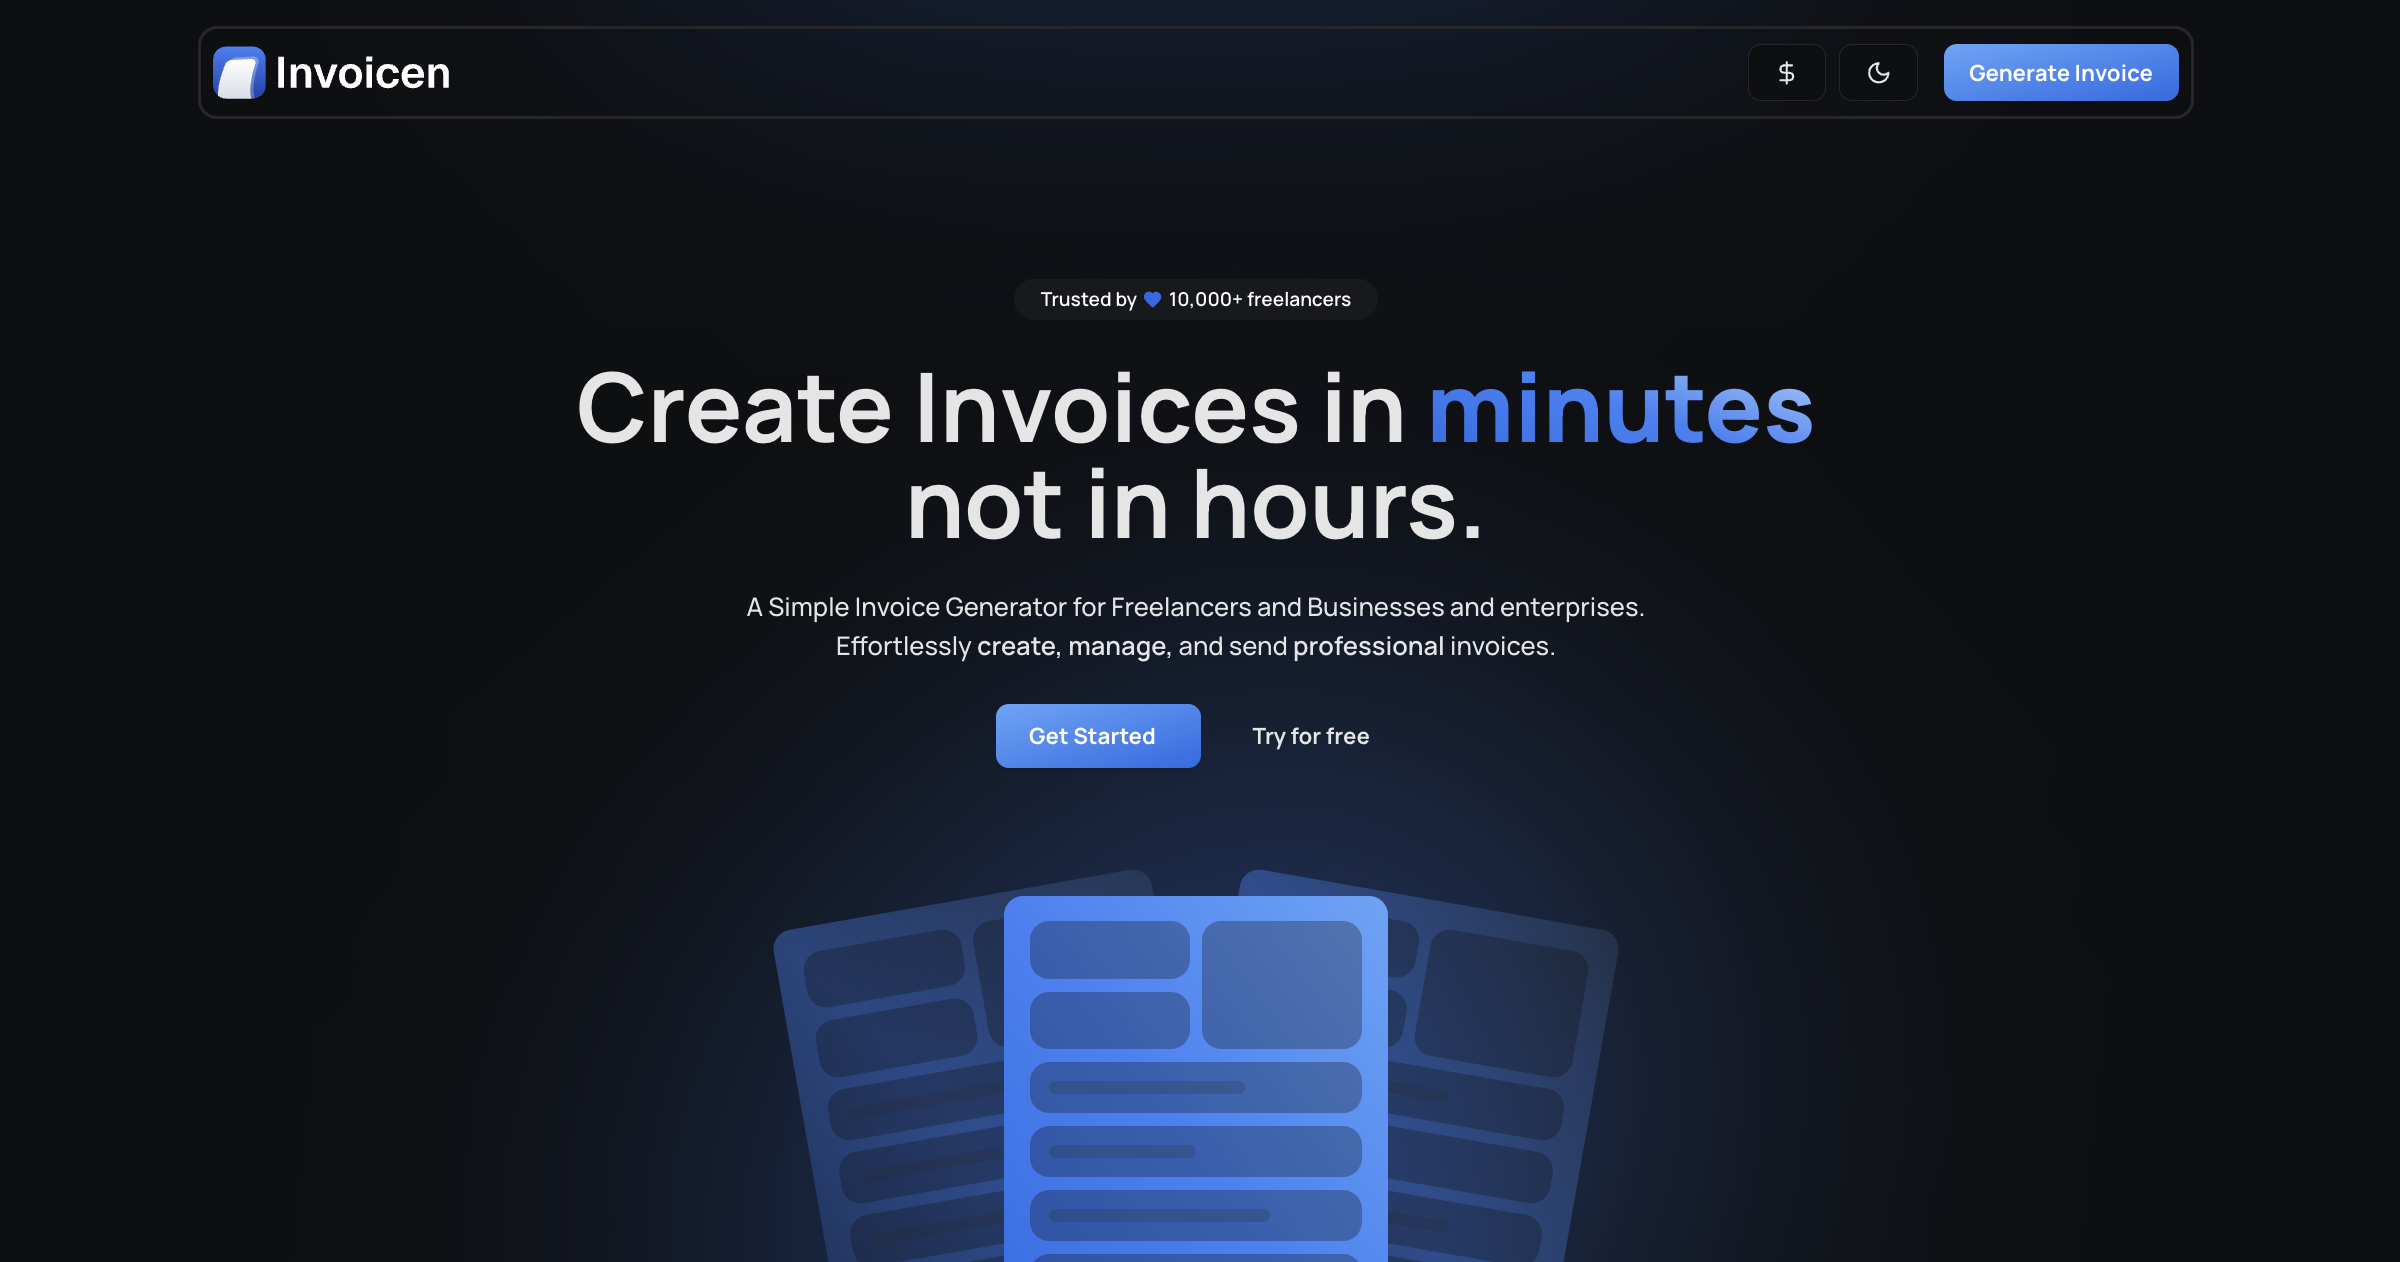 Invoicen
$
Generate Invoice
Trusted by 💙 10,000+ freelancers
Create Invoices in minutes
not in hours.
A Simple Invoice Generator for Freelancers and Businesses and enterprises.
Effortlessly create, manage, and send professional invoices.
Get Started
Try for free